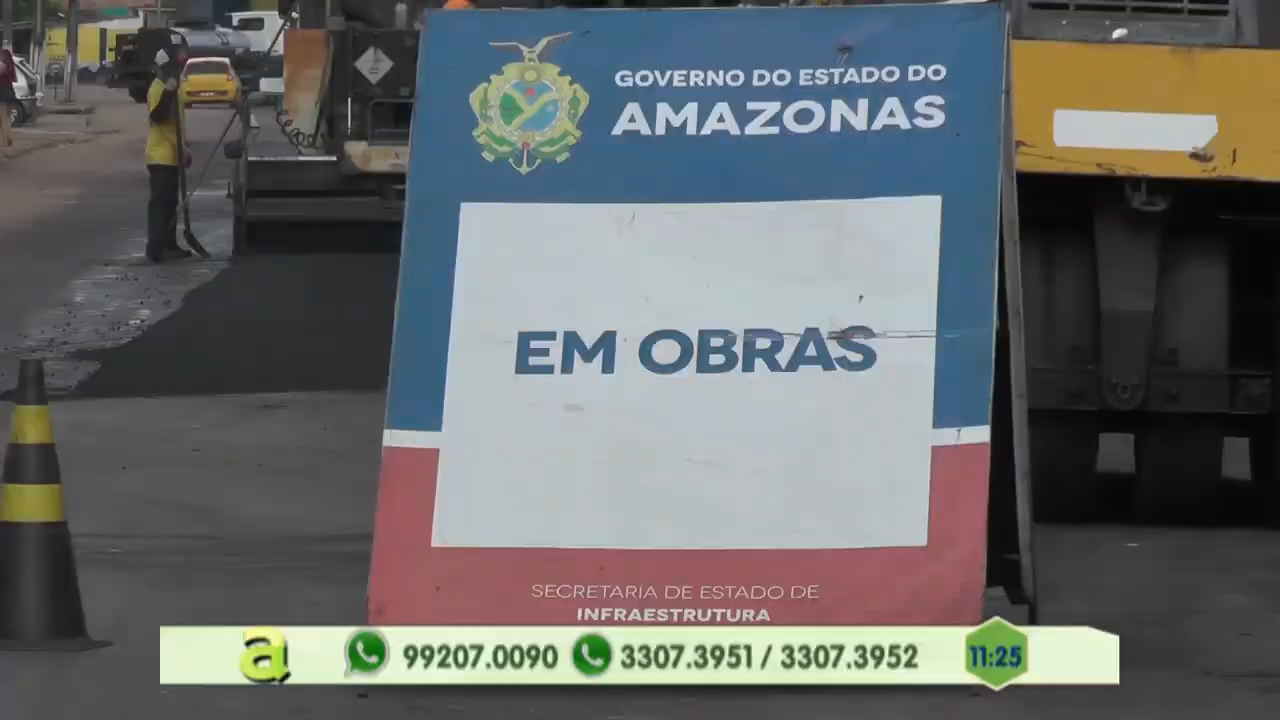 GOVERNO DO ESTADO DO
AMAZONAS
EM OBRAS
SECRETARIA DE ESTADO DE
INFRAESTRUTURA
a 99207.0090 3307.3951 / 3307.3952 11:25